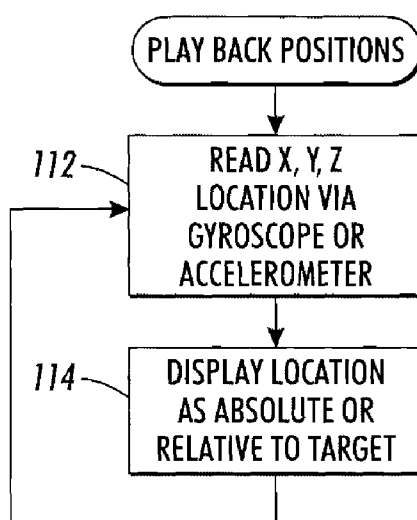 PLAY BACK POSITIONS
112
READ X, Y, Z
LOCATION VIA
GYROSCOPE OR
ACCELEROMETER
114
DISPLAY LOCATION
AS ABSOLUTE OR
RELATIVE TO TARGET